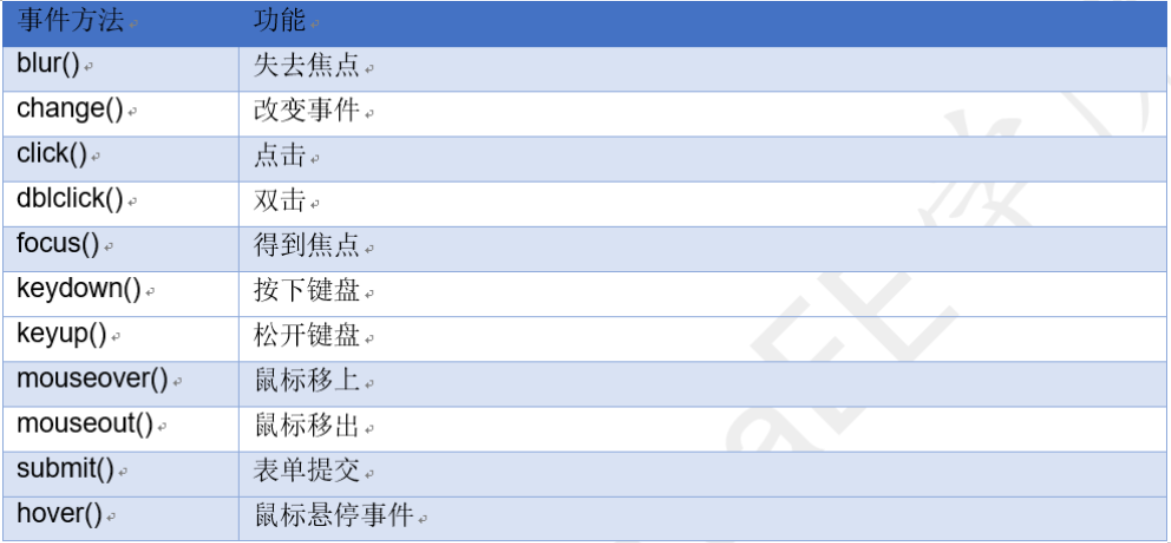 事件方法 功能
blur() 失去焦点
change() 改变事件
click() 点击
dblclick() 双击
focus() 得到焦点
keydown() 按下键盘
keyup() 松开键盘
mouseover() 鼠标移上
mouseout() 鼠标移出
submit() 表单提交
hover() 鼠标悬停事件